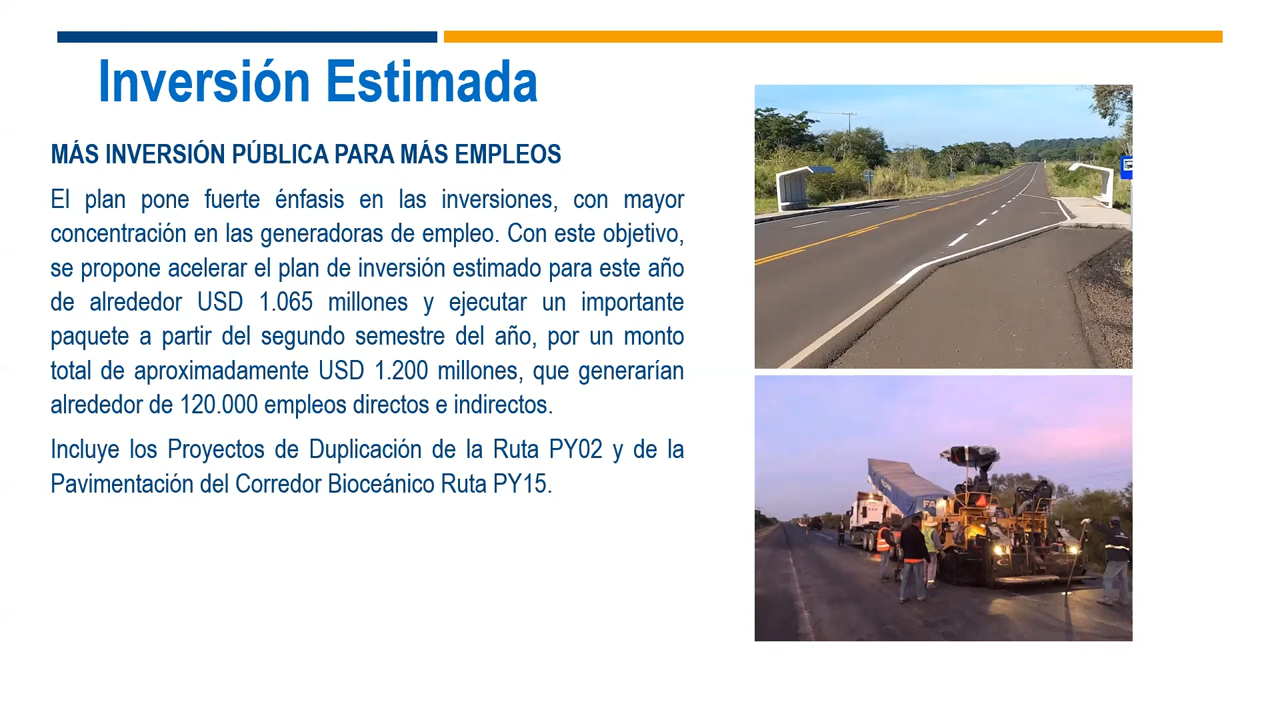 Inversión Estimada
MÁS INVERSIÓN PÚBLICA PARA MÁS EMPLEOS
El plan pone fuerte énfasis en las inversiones, con mayor
concentración en las generadoras de empleo. Con este objetivo,
se propone acelerar el plan de inversión estimado para este año
de alrededor USD 1.065 millones y ejecutar un importante
paquete a partir del segundo semestre del año, por un monto
total de aproximadamente USD 1.200 millones, que generarían
alrededor de 120.000 empleos directos e indirectos.
Incluye los Proyectos de Duplicación de la Ruta PY02 y de la
Pavimentación del Corredor Bioceánico Ruta PY15.